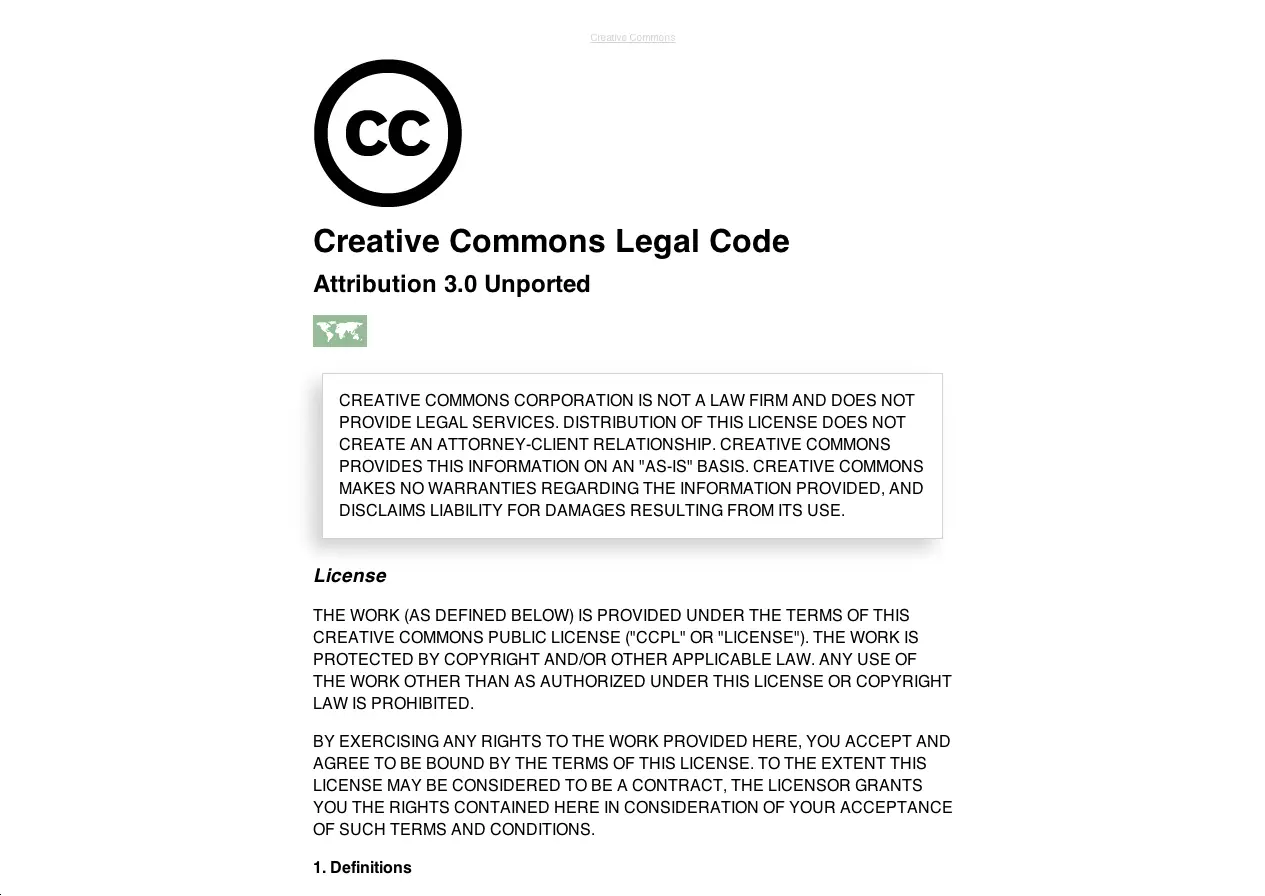 Creative Commons
cc
Creative Commons Legal Code
Attribution 3.0 Unported
CREATIVE COMMONS CORPORATION IS NOT A LAW FIRM AND DOES NOT
PROVIDE LEGAL SERVICES. DISTRIBUTION OF THIS LICENSE DOES NOT
CREATE AN ATTORNEY-CLIENT RELATIONSHIP. CREATIVE COMMONS
PROVIDES THIS INFORMATION ON AN "AS-IS" BASIS. CREATIVE COMMONS
MAKES NO WARRANTIES REGARDING THE INFORMATION PROVIDED, AND
DISCLAIMS LIABILITY FOR DAMAGES RESULTING FROM ITS USE.
License
THE WORK (AS DEFINED BELOW) IS PROVIDED UNDER THE TERMS OF THIS
CREATIVE COMMONS PUBLIC LICENSE ("CCPL" OR "LICENSE"). THE WORK IS
PROTECTED BY COPYRIGHT AND/OR OTHER APPLICABLE LAW. ANY USE OF
THE WORK OTHER THAN AS AUTHORIZED UNDER THIS LICENSE OR COPYRIGHT
LAW IS PROHIBITED.
BY EXERCISING ANY RIGHTS TO THE WORK PROVIDED HERE, YOU ACCEPT AND
AGREE TO BE BOUND BY THE TERMS OF THIS LICENSE. TO THE EXTENT THIS
LICENSE MAY BE CONSIDERED TO BE A CONTRACT, THE LICENSOR GRANTS
YOU THE RIGHTS CONTAINED HERE IN CONSIDERATION OF YOUR ACCEPTANCE
OF SUCH TERMS AND CONDITIONS.
1. Definitions